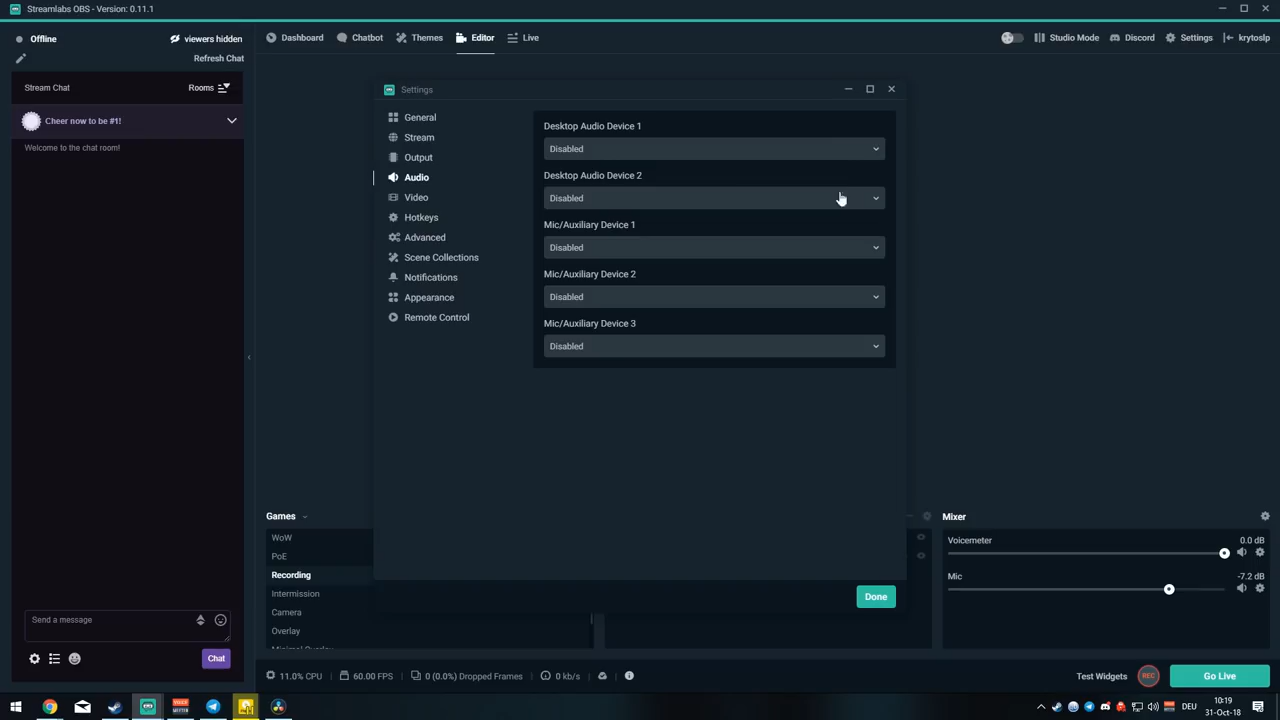 Streamlabs OBS - Version: 0.11.1
Offline
viewers hidden
Refresh Chat
Stream Chat
Rooms
Cheer now to be #1!
Welcome to the chat room!
Send a message
Chat
Dashboard
Chatbot
Themes
Editor
Live
Studio Mode
Discord
Settings
krytoslp
Settings
General
Stream
Output
Audio
Video
Hotkeys
Advanced
Scene Collections
Notifications
Appearance
Remote Control
Desktop Audio Device 1
Disabled
Desktop Audio Device 2
Disabled
Mic/Auxiliary Device 1
Disabled
Mic/Auxiliary Device 2
Disabled
Mic/Auxiliary Device 3
Disabled
Done
Games
WoW
PoE
Recording
Intermission
Camera
Overlay
Minimal Overlay
Mixer
Voicemeter
0.0 dB
Mic
-7.2 dB
11.0% CPU
60.00 FPS
0 (0.0%) Dropped Frames
0 kb/s
Test Widgets
REC
Go Live
DEU
10:19
31-Oct-18